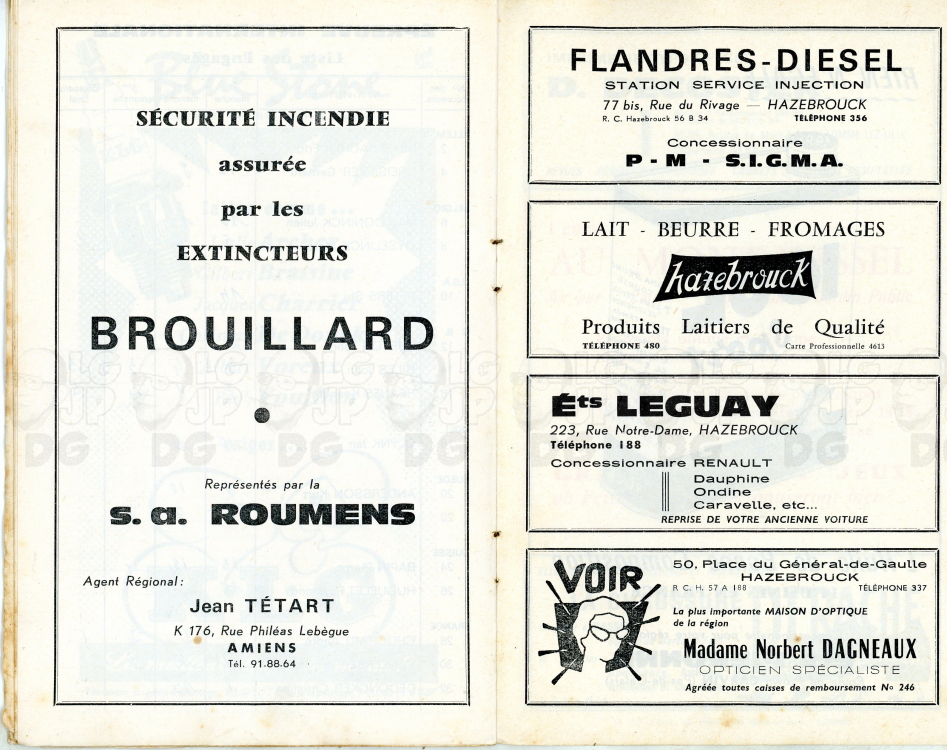 SÉCURITÉ INCENDIE
assurée
par les
EXTINCTEURS
BROUILLARD
Représentés par la
s. a. ROUMENS
Agent Régional :
Jean TÉTART
K 176, Rue Philéas Lebègue
AMIENS
Tél. 91.88-64
FLANDRES-DIESEL
STATION SERVICE INJECTION
77 bis, Rue du Rivage — HAZEBROUCK
R. C. Hazebrouck 56 B 34 TÉLÉPHONE 356
Concessionnaire
P - M - S.I.G.M.A.
LAIT - BEURRE - FROMAGES
hazebrouck
Produits Laitiers de Qualité
TÉLÉPHONE 480 Carte Professionnelle 4613
Éts LEGUAY
223, Rue Notre-Dame, HAZEBROUCK
Téléphone 188
Concessionnaire RENAULT
Dauphine
Ondine
Caravelle, etc...
REPRISE DE VOTRE ANCIENNE VOITURE
VOIR
50, Place du Général-de-Gaulle
HAZEBROUCK
R. C. H. 57 A 188 TÉLÉPHONE 337
La plus importante MAISON D'OPTIQUE
de la région
Madame Norbert DAGNEAUX
OPTICIEN SPÉCIALISTE
Agréée toutes caisses de remboursement No 246